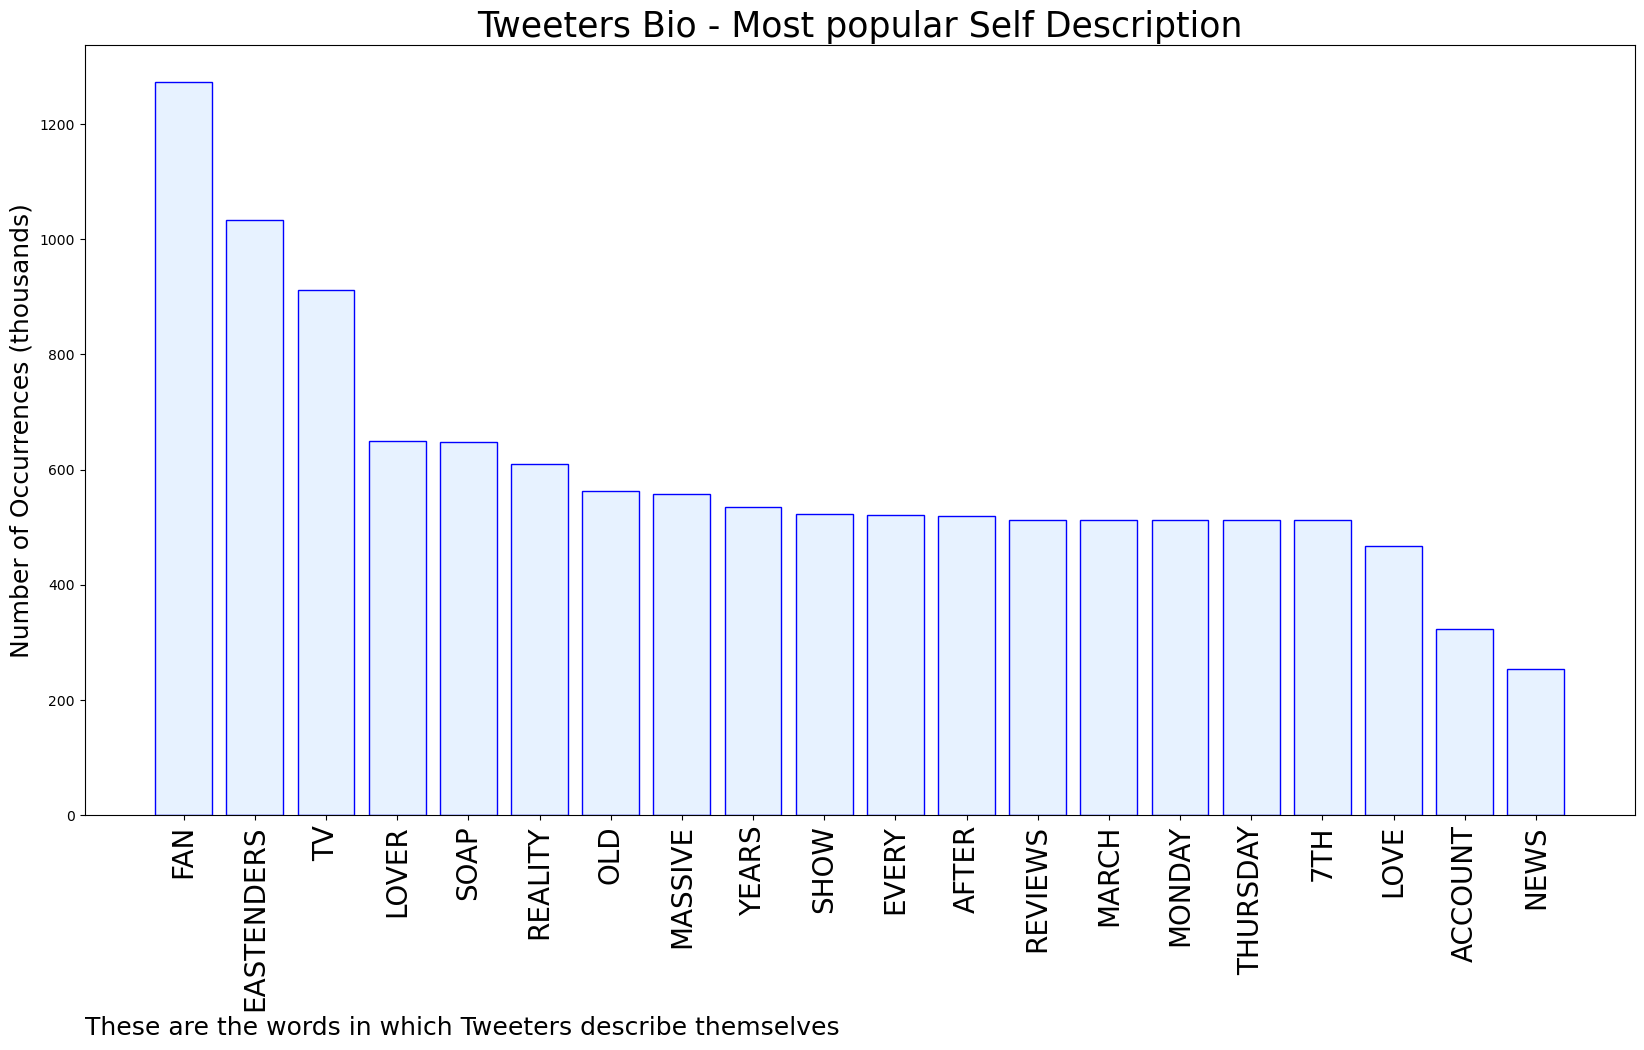 Tweeters Bio - Most popular Self Description
Number of Occurrences (thousands)
1200
1000
800
600
400
200
0
FAN
EASTENDERS
TV
LOVER
SOAP
REALITY
OLD
MASSIVE
YEARS
SHOW
EVERY
AFTER
REVIEWS
MARCH
MONDAY
THURSDAY
7TH
LOVE
ACCOUNT
NEWS
These are the words in which Tweeters describe themselves